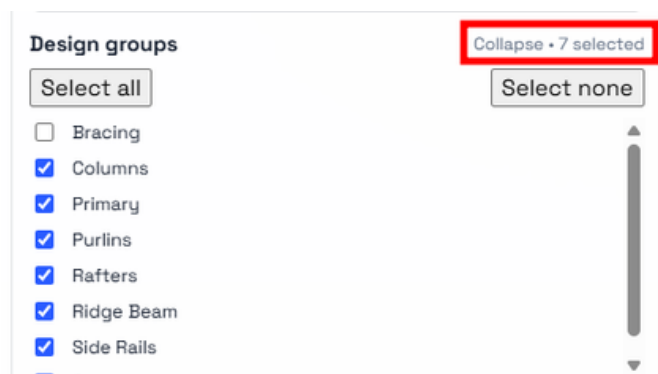 Design groups Collapse • 7 selected
Select all Select none
Bracing
Columns
Primary
Purlins
Rafters
Ridge Beam
Side Rails